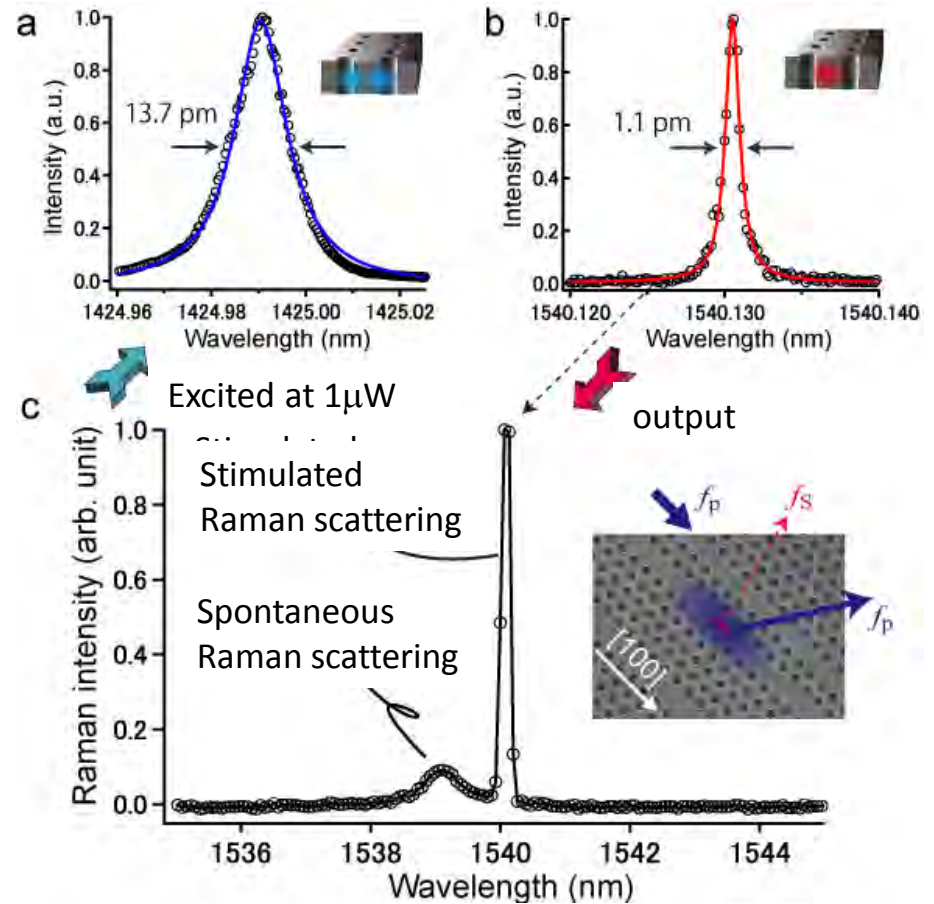 a
Intensity (a.u.)
1.0
0.8
0.6
0.4
0.2
0.0
13.7 pm
1424.96
1424.98
1425.00
1425.02
Wavelength (nm)
b
Intensity (a.u.)
1.0
0.8
0.6
0.4
0.2
0.0
1.1 pm
1540.120
1540.130
1540.140
Wavelength (nm)
Excited at 1μW
output
c
Raman intensity (arb. unit)
1.0
0.8
0.6
0.4
0.2
0.0
Stimulated
Raman scattering
Spontaneous
Raman scattering
fp
fS
fp
[100]
1536
1538
1540
1542
1544
Wavelength (nm)